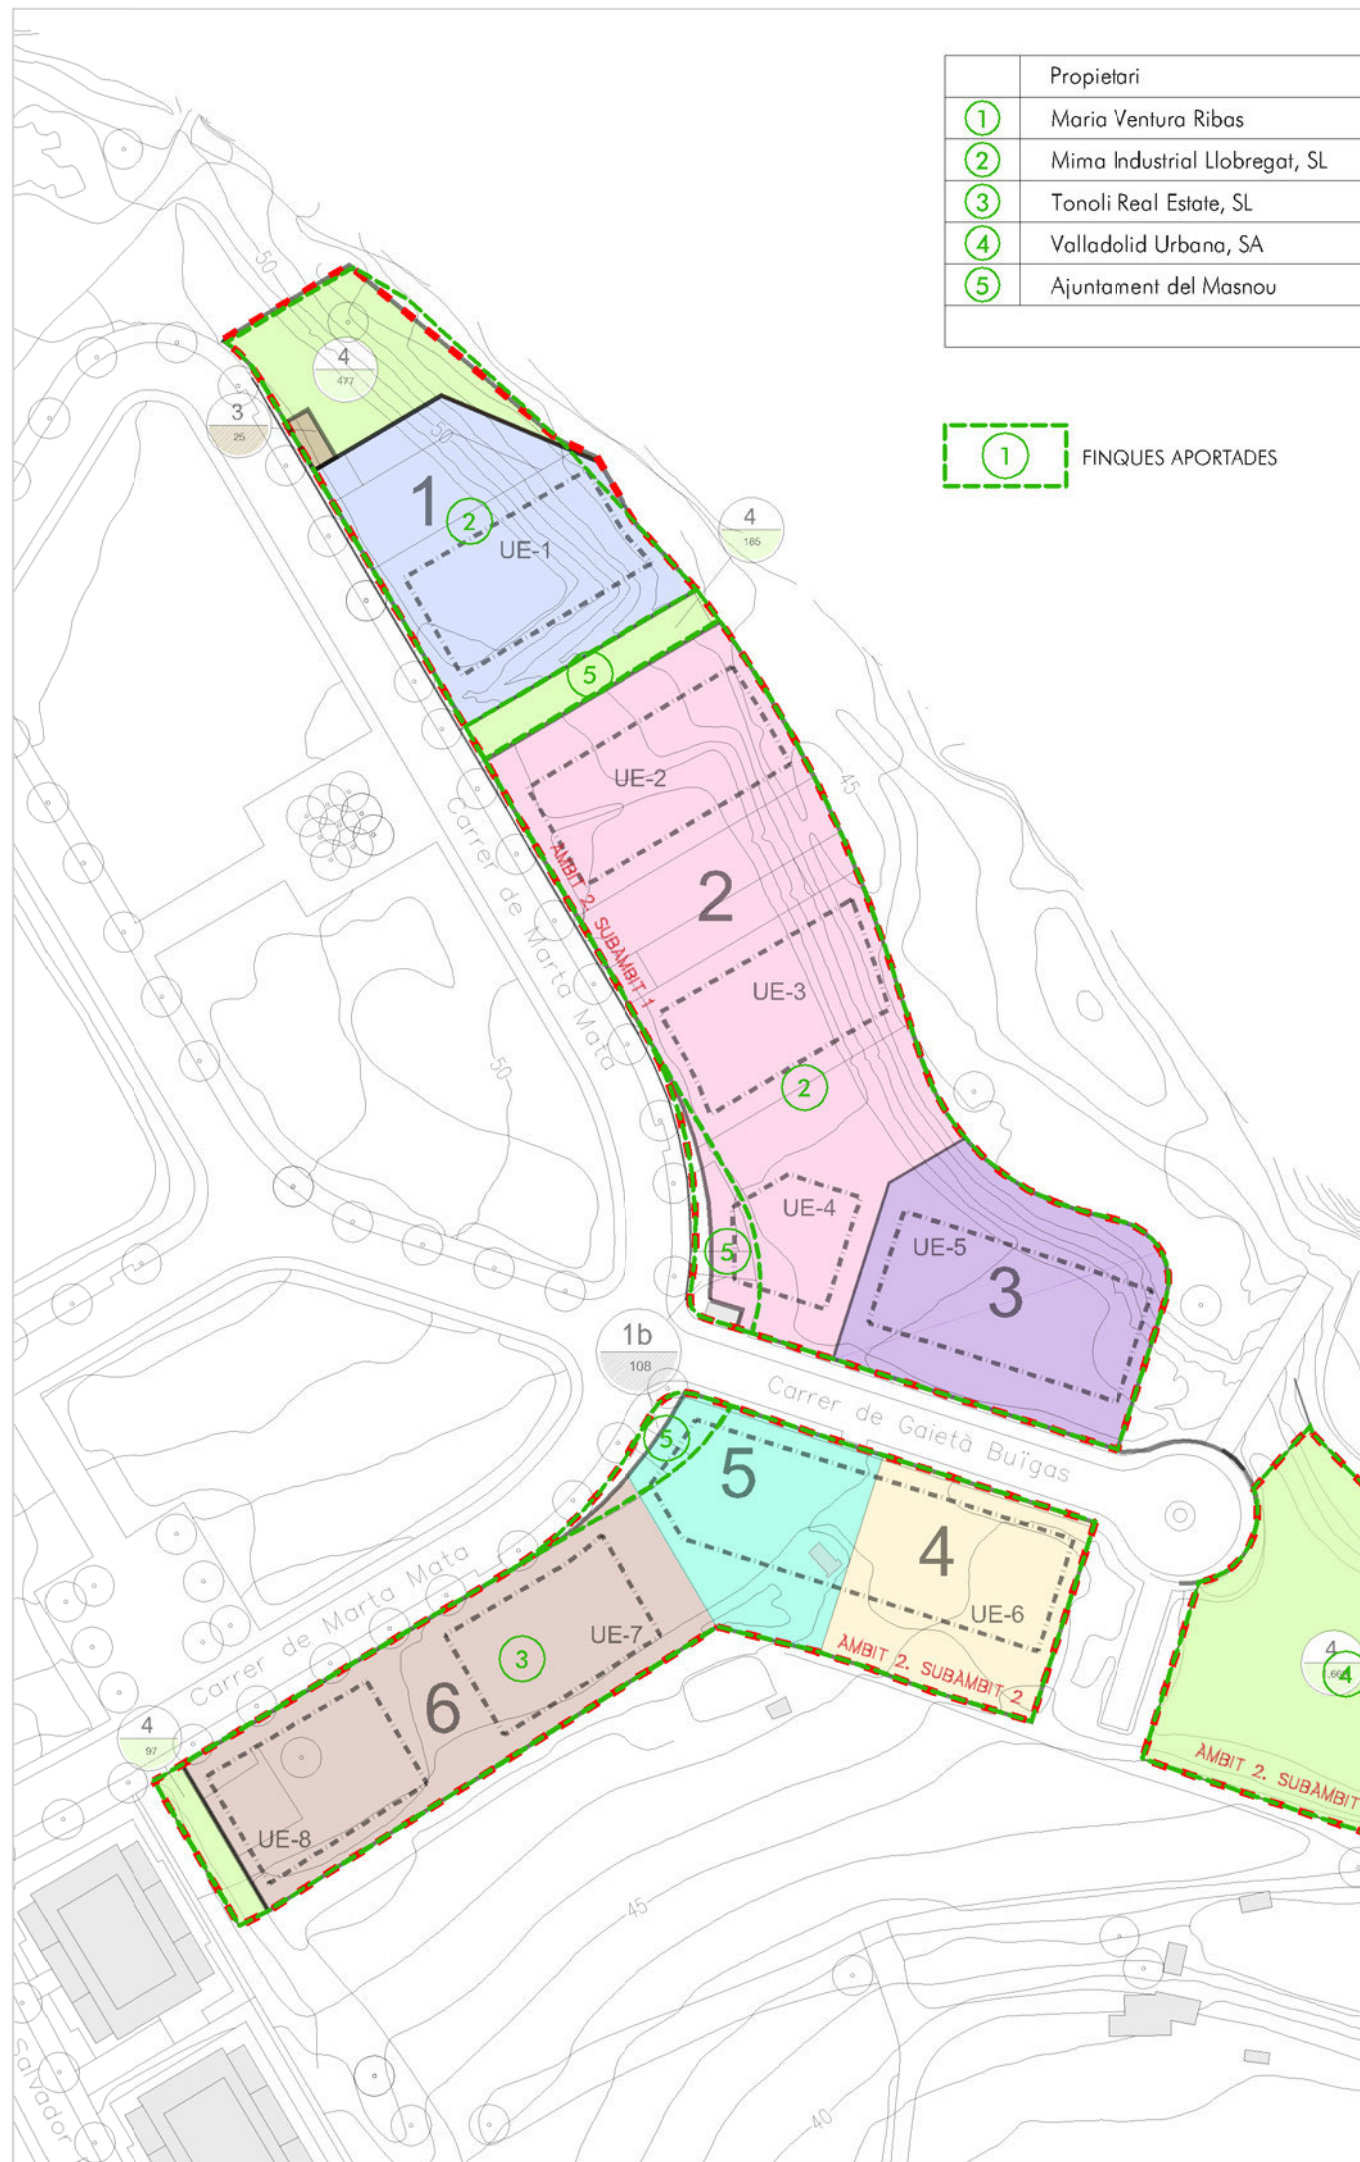 Propietari
1 Maria Ventura Ribas
2 Mima Industrial Llobregat, SL
3 Tonoli Real Estate, SL
4 Valladolid Urbana, SA
5 Ajuntament del Masnou
1 FINQUES APORTADES
50
4
477
3
25
50
1
2
UE-1
4
185
5
UE-2
45
Carrer de Marta Mata
ÀMBIT 2. SUBÀMBIT 1
2
UE-3
50
2
UE-4
5
UE-5
3
1b
108
Carrer de Gaietà Buïgas
5
5
4
UE-6
ÀMBIT 2. SUBÀMBIT 2
Carrer de Marta Mata
UE-7
3
6
4
97
UE-8
4
4
ÀMBIT 2. SUBÀMBIT
45
Salvador
40